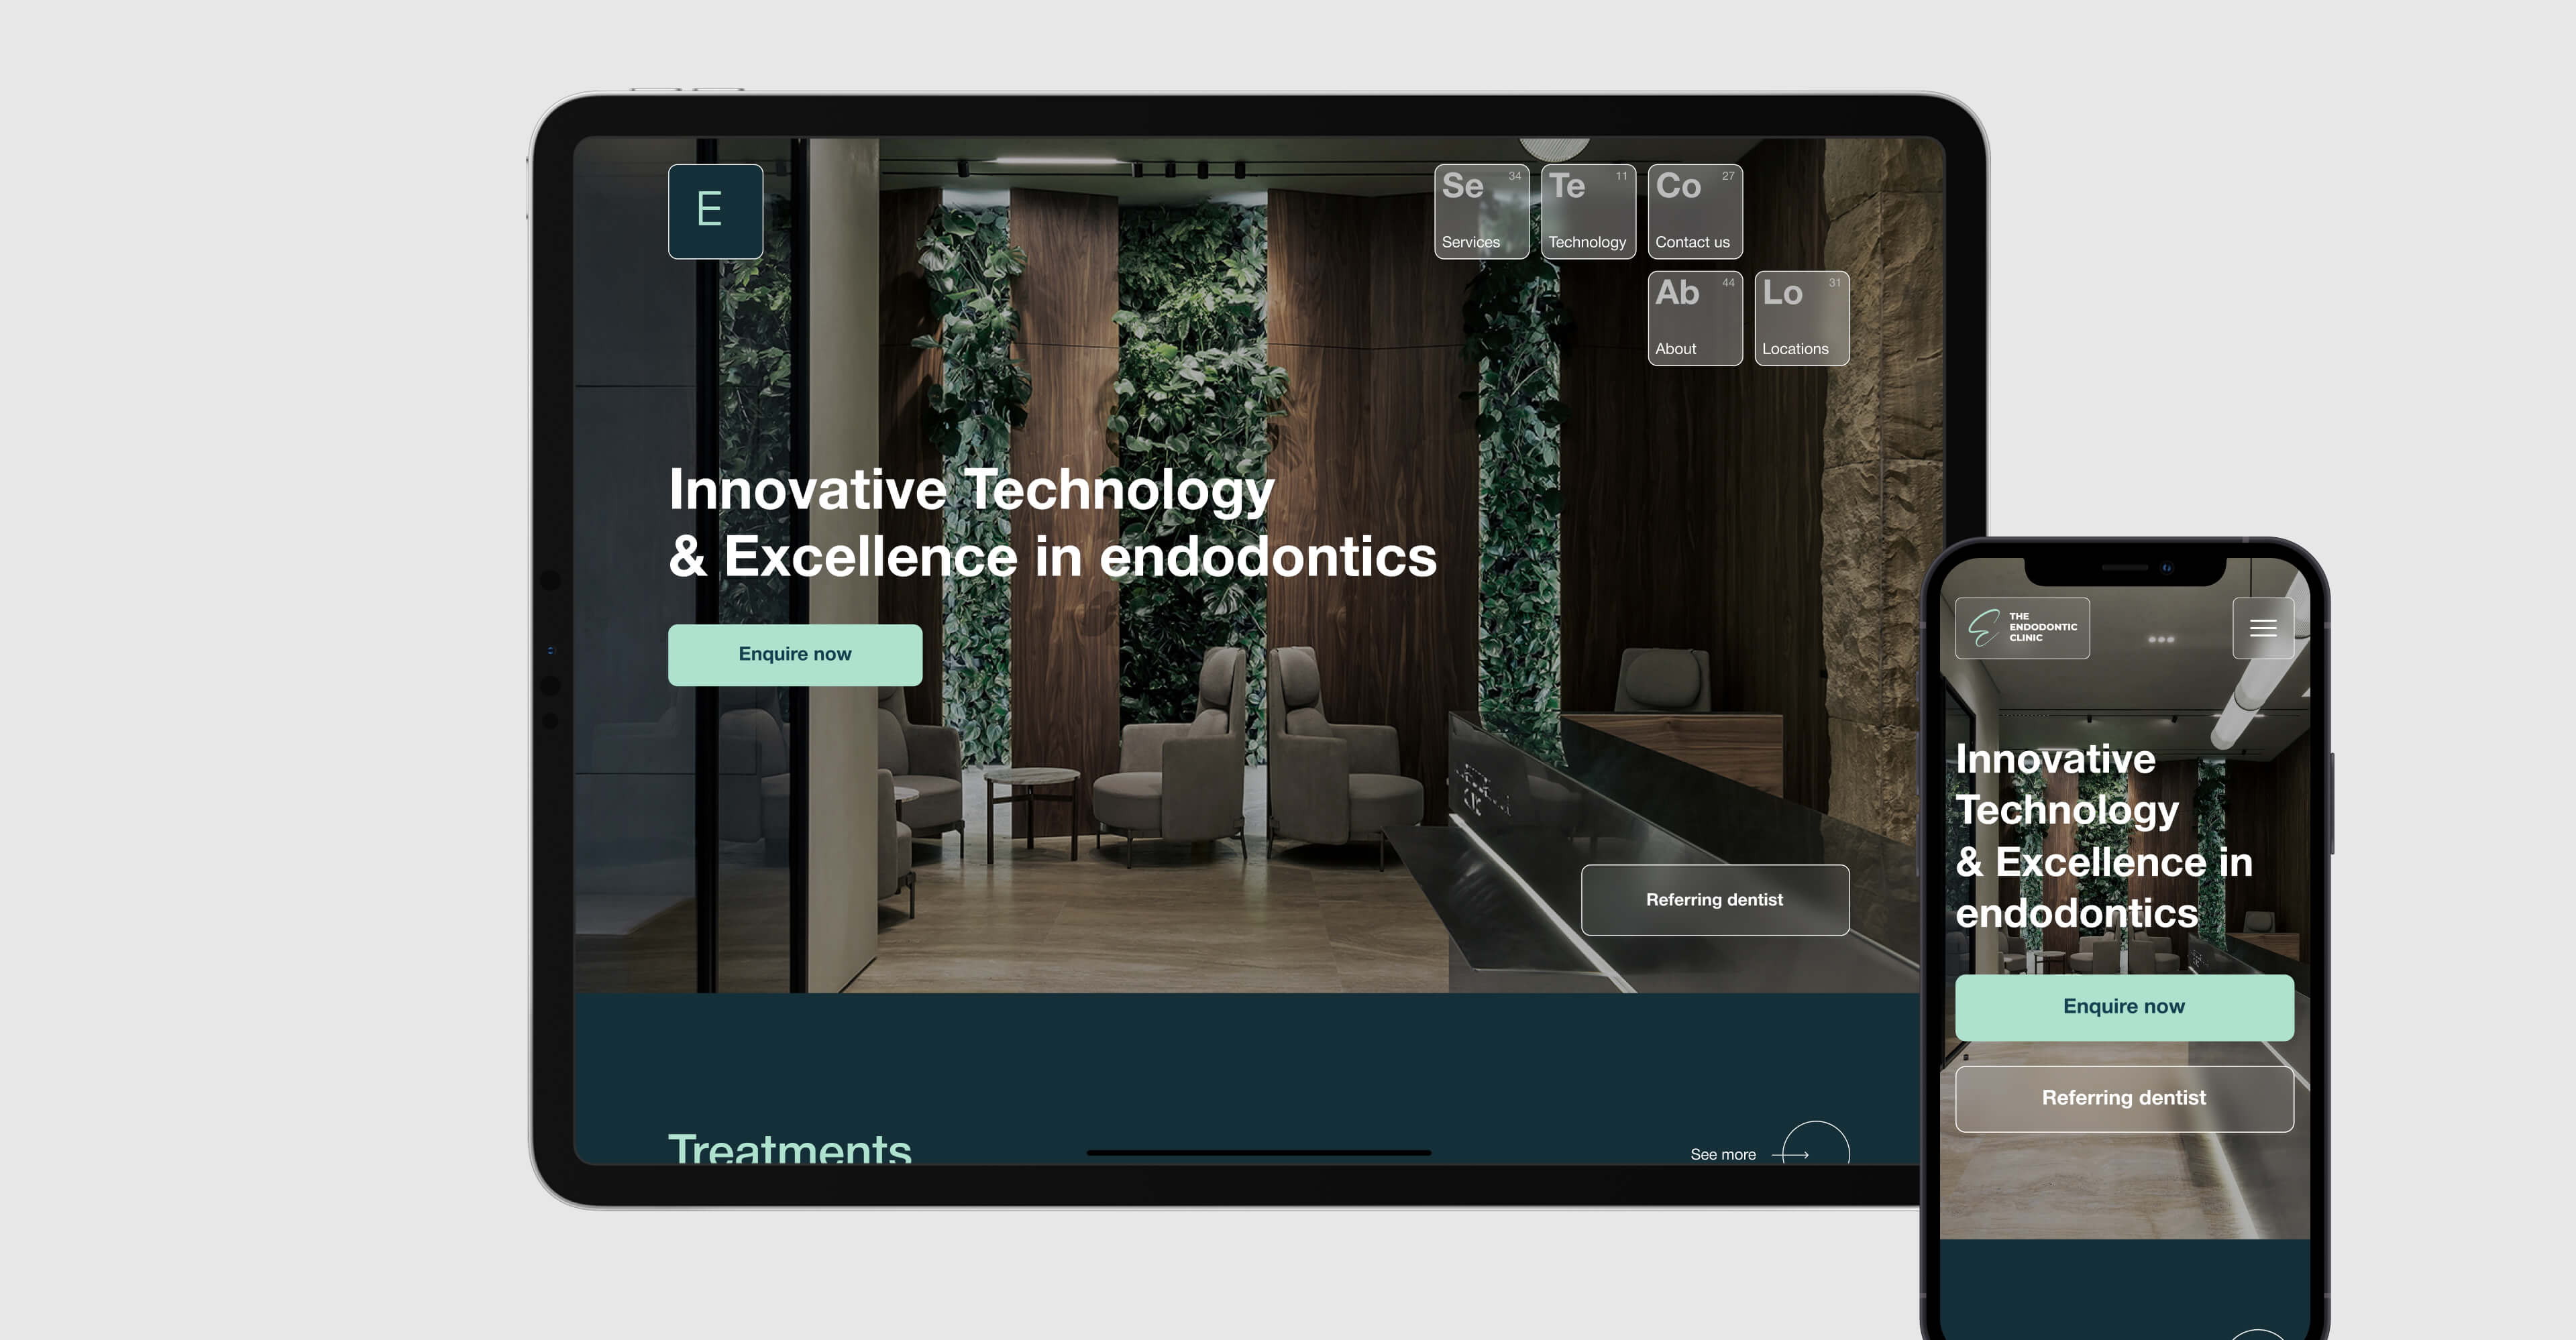 E
Se 34
Services
Te 11
Technology
Co 27
Contact us
Ab 44
About
Lo 31
Locations
Innovative Technology
& Excellence in endodontics
Enquire now
Referring dentist
Treatments
See more
THE
ENDODONTIC
CLINIC
Innovative
Technology
& Excellence in
endodontics
Enquire now
Referring dentist